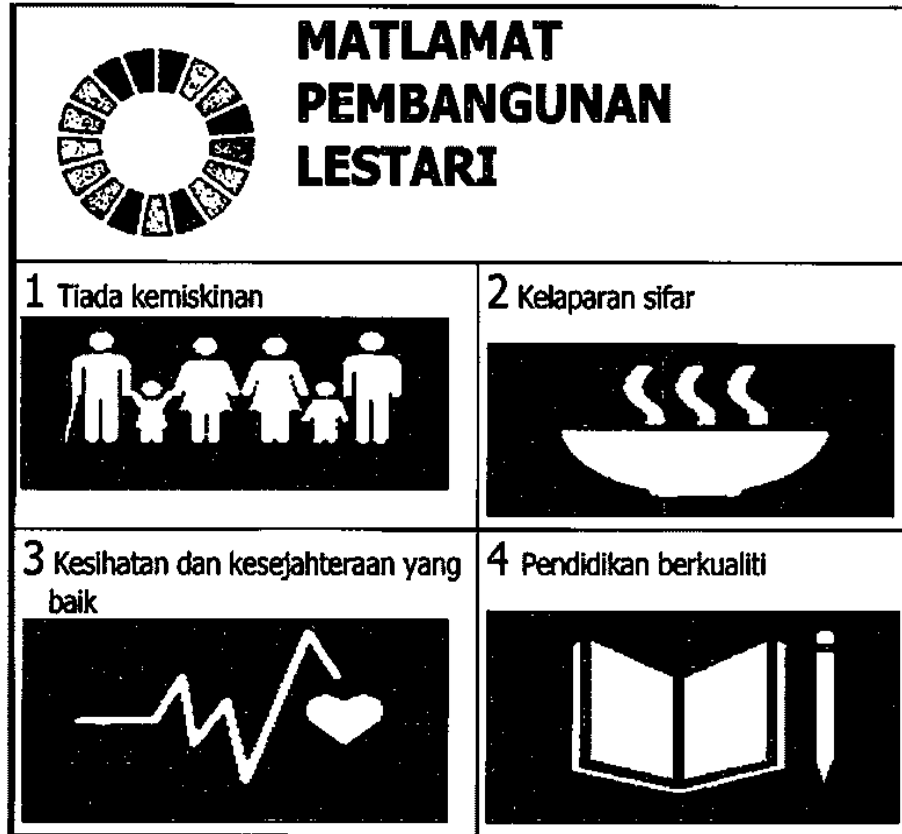 MATLAMAT
PEMBANGUNAN
LESTARI
1 Tiada kemiskinan
2 Kelaparan sifar
3 Kesihatan dan kesejahteraan yang
baik
4 Pendidikan berkualiti